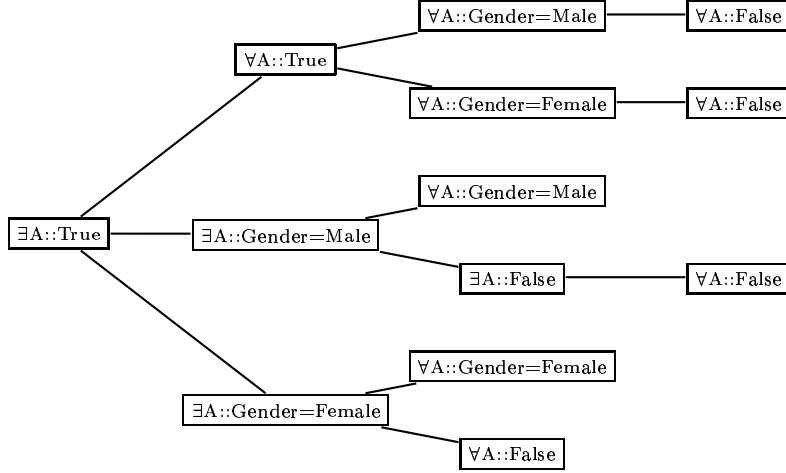 ∀A::Gender=Male
∀A::False
∀A::True
∀A::Gender=Female
∀A::False
∀A::Gender=Male
∃A::True
∃A::Gender=Male
∃A::False
∀A::False
∀A::Gender=Female
∃A::Gender=Female
∀A::False